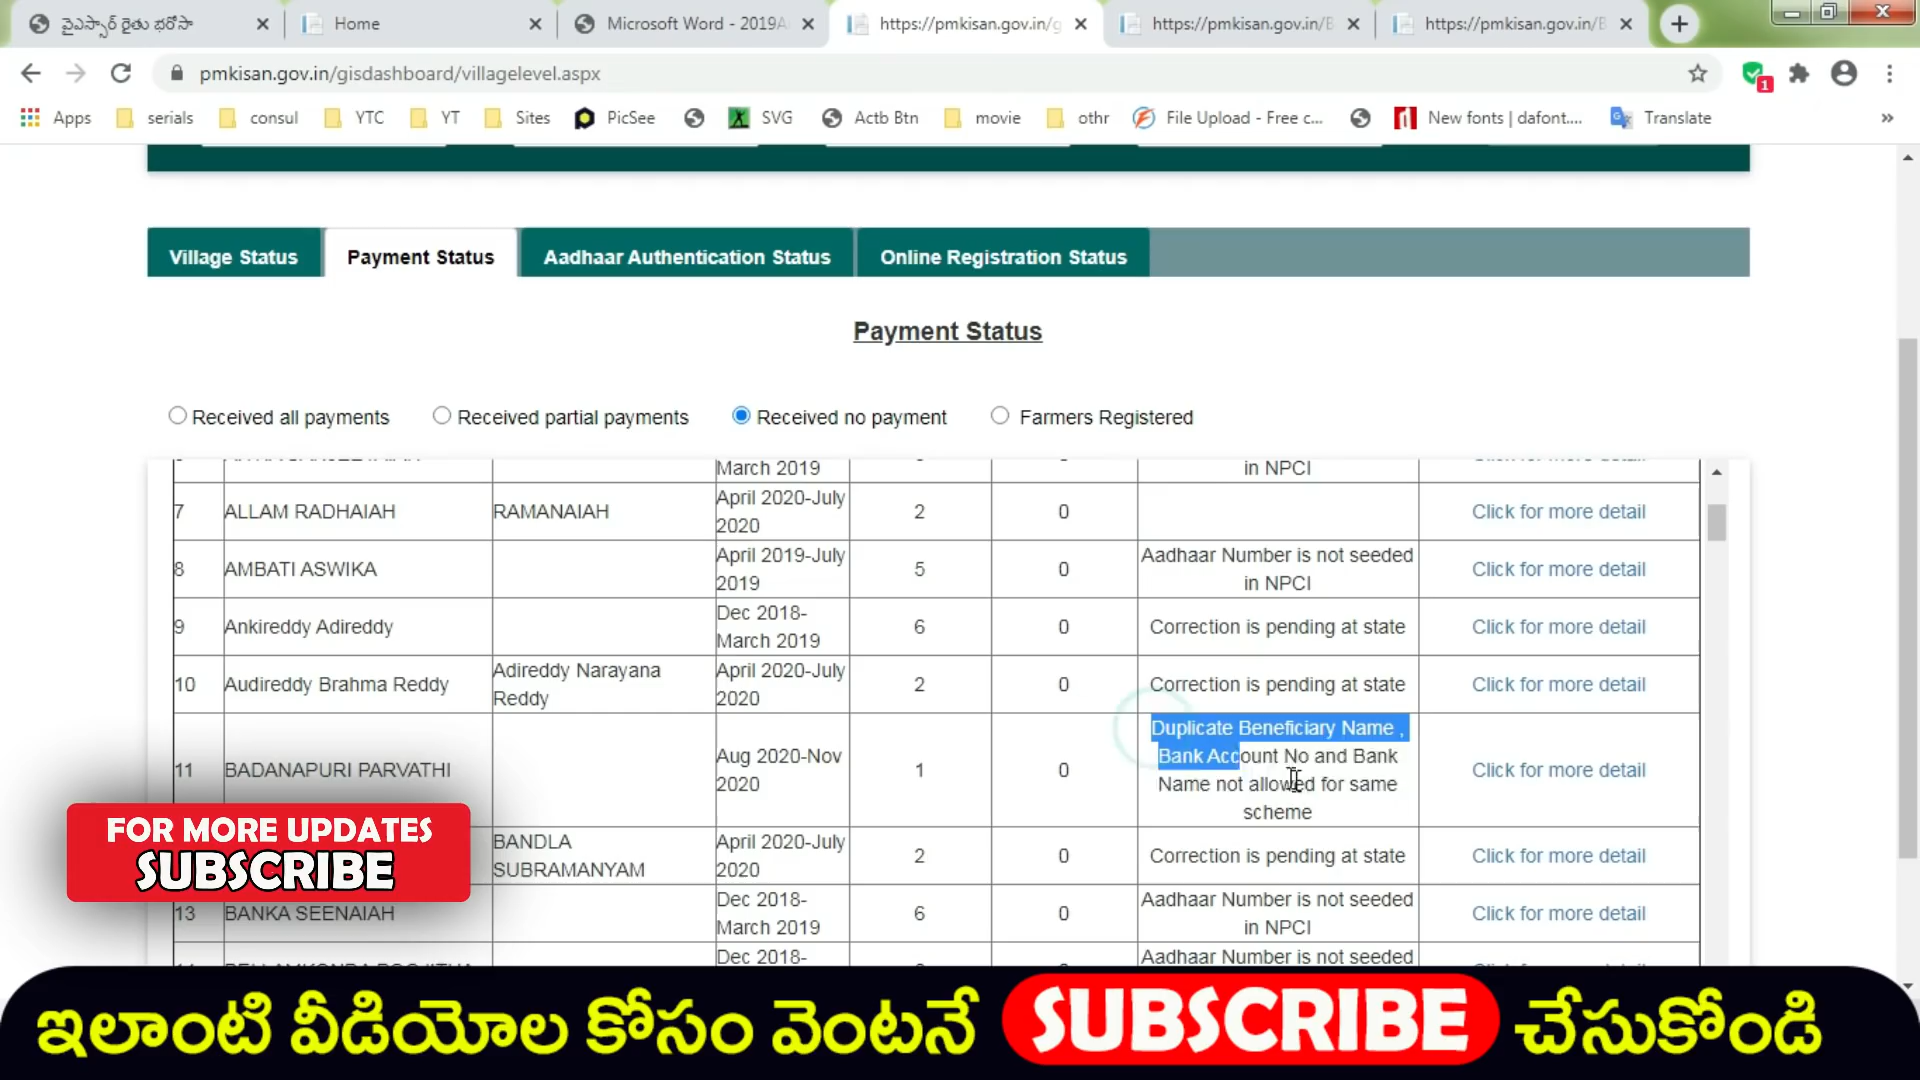 వైఎస్సార్ రైతు భరోసా
Home
Microsoft Word - 2019A
https://pmkisan.gov.in/g
https://pmkisan.gov.in/B
https://pmkisan.gov.in/B
pmkisan.gov.in/gisdashboard/villagelevel.aspx
1
Apps
serials
consul
YTC
YT
Sites
PicSee
SVG
Actb Btn
movie
othr
File Upload - Free c...
New fonts | dafont....
Translate
Village Status
Payment Status
Aadhaar Authentication Status
Online Registration Status
Payment Status
Received all payments
Received partial payments
Received no payment
Farmers Registered
March 2019
in NPCI
7 ALLAM RADHAIAH RAMANAIAH April 2020-July 2020 2 0 Click for more detail
8 AMBATI ASWIKA April 2019-July 2019 5 0 Aadhaar Number is not seeded in NPCI Click for more detail
9 Ankireddy Adireddy Dec 2018-March 2019 6 0 Correction is pending at state Click for more detail
10 Audireddy Brahma Reddy Adireddy Narayana Reddy April 2020-July 2020 2 0 Correction is pending at state Click for more detail
11 BADANAPURI PARVATHI Aug 2020-Nov 2020 1 0 Duplicate Beneficiary Name , Bank Account No and Bank Name not allowed for same scheme Click for more detail
BANDLA SUBRAMANYAM April 2020-July 2020 2 0 Correction is pending at state Click for more detail
13 BANKA SEENAIAH Dec 2018-March 2019 6 0 Aadhaar Number is not seeded in NPCI Click for more detail
Dec 2018- Aadhaar Number is not seeded
FOR MORE UPDATES
SUBSCRIBE
ఇలాంటి వీడియోల కోసం వెంటనే SUBSCRIBE చేసుకోండి